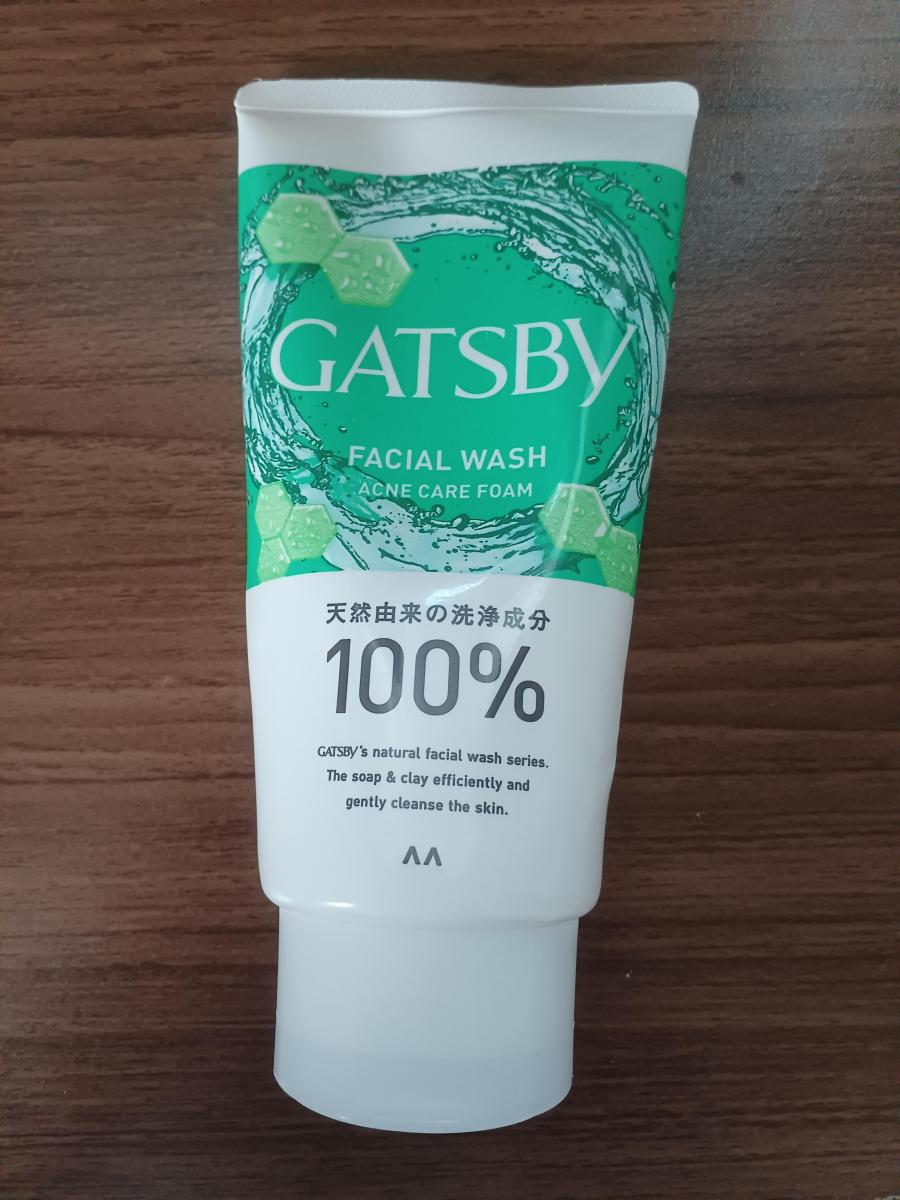 GATSBY
FACIAL WASH
ACNE CARE FOAM
天然由来の洗浄成分
100%
GATSBY's natural facial wash series.
The soap & clay efficiently and
gently cleanse the skin.